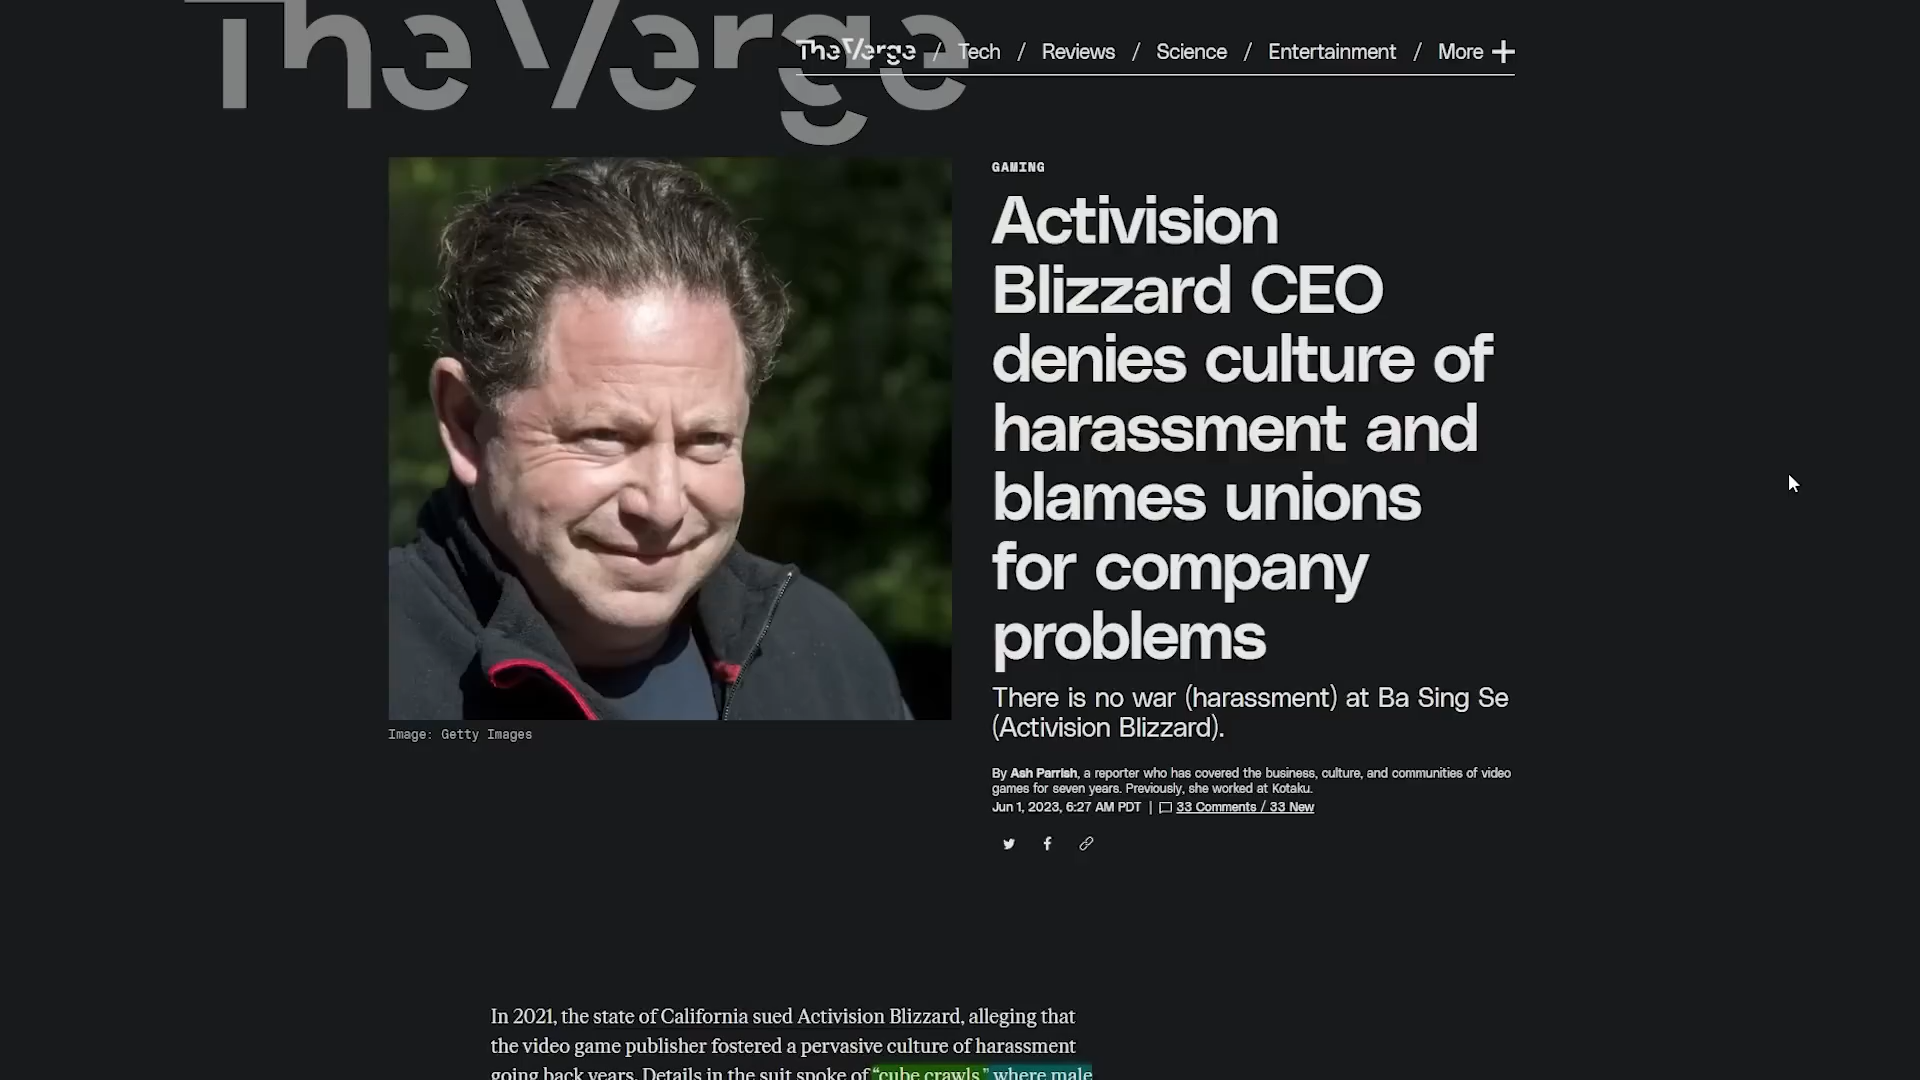 The Verge
The Verge / Tech / Reviews / Science / Entertainment / More +
GAMING
Activision
Blizzard CEO
denies culture of
harassment and
blames unions
for company
problems
There is no war (harassment) at Ba Sing Se
(Activision Blizzard).
By Ash Parrish, a reporter who has covered the business, culture, and communities of video
games for seven years. Previously, she worked at Kotaku.
Jun 1, 2023, 6:27 AM PDT | 33 Comments / 33 New
Image: Getty Images
In 2021, the state of California sued Activision Blizzard, alleging that
the video game publisher fostered a pervasive culture of harassment
going back years. Details in the suit spoke of “cube crawls,” where male